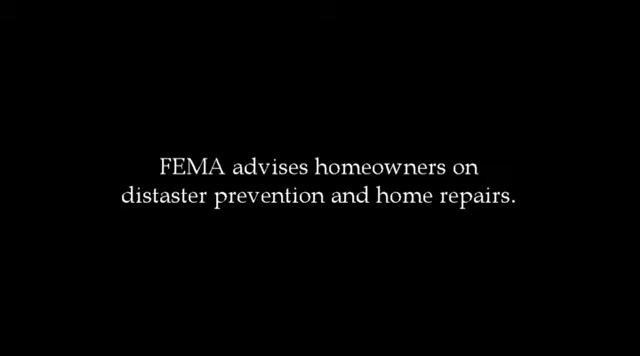 FEMA advises homeowners on
distaster prevention and home repairs.